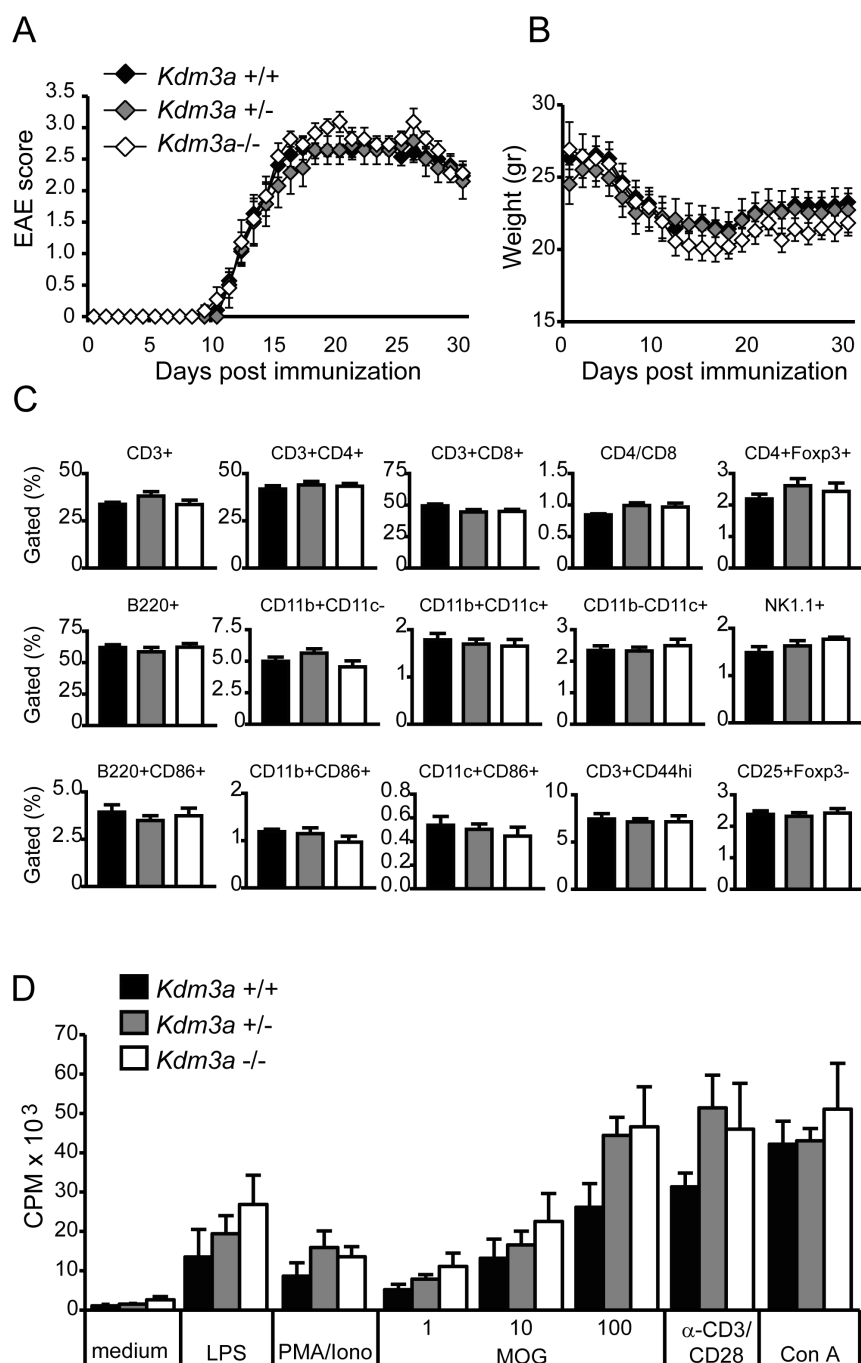 A
Kdm3a +/+
Kdm3a +/-
Kdm3a-/-
EAE score
3.5
3.0
2.5
2.0
1.5
1.0
0.5
0
0 5 10 15 20 25 30
Days post immunization
B
Weight (gr)
30
25
20
15
0 10 20 30
Days post immunization
C
CD3+ CD3+CD4+ CD3+CD8+ CD4/CD8 CD4+Foxp3+
Gated (%)
50 25 0
50 25 0
75 50 25 0
1.5 1.0 0.5 0.0
3 2 1 0
B220+ CD11b+CD11c- CD11b+CD11c+ CD11b-CD11c+ NK1.1+
Gated (%)
75 50 25 0
7.5 5.0 2.5 0
2 1 0
3 2 1 0
2 1 0
B220+CD86+ CD11b+CD86+ CD11c+CD86+ CD3+CD44hi CD25+Foxp3-
Gated (%)
5.0 2.5 0
2 1 0
0.8 0.6 0.4 0.2 0.0
10 5 0
3 2 1 0
D
Kdm3a +/+
Kdm3a +/-
Kdm3a -/-
CPM x 10³
70
60
50
40
30
20
10
0
medium LPS PMA/Iono 1 10 100 MOG α-CD3/ CD28 Con A